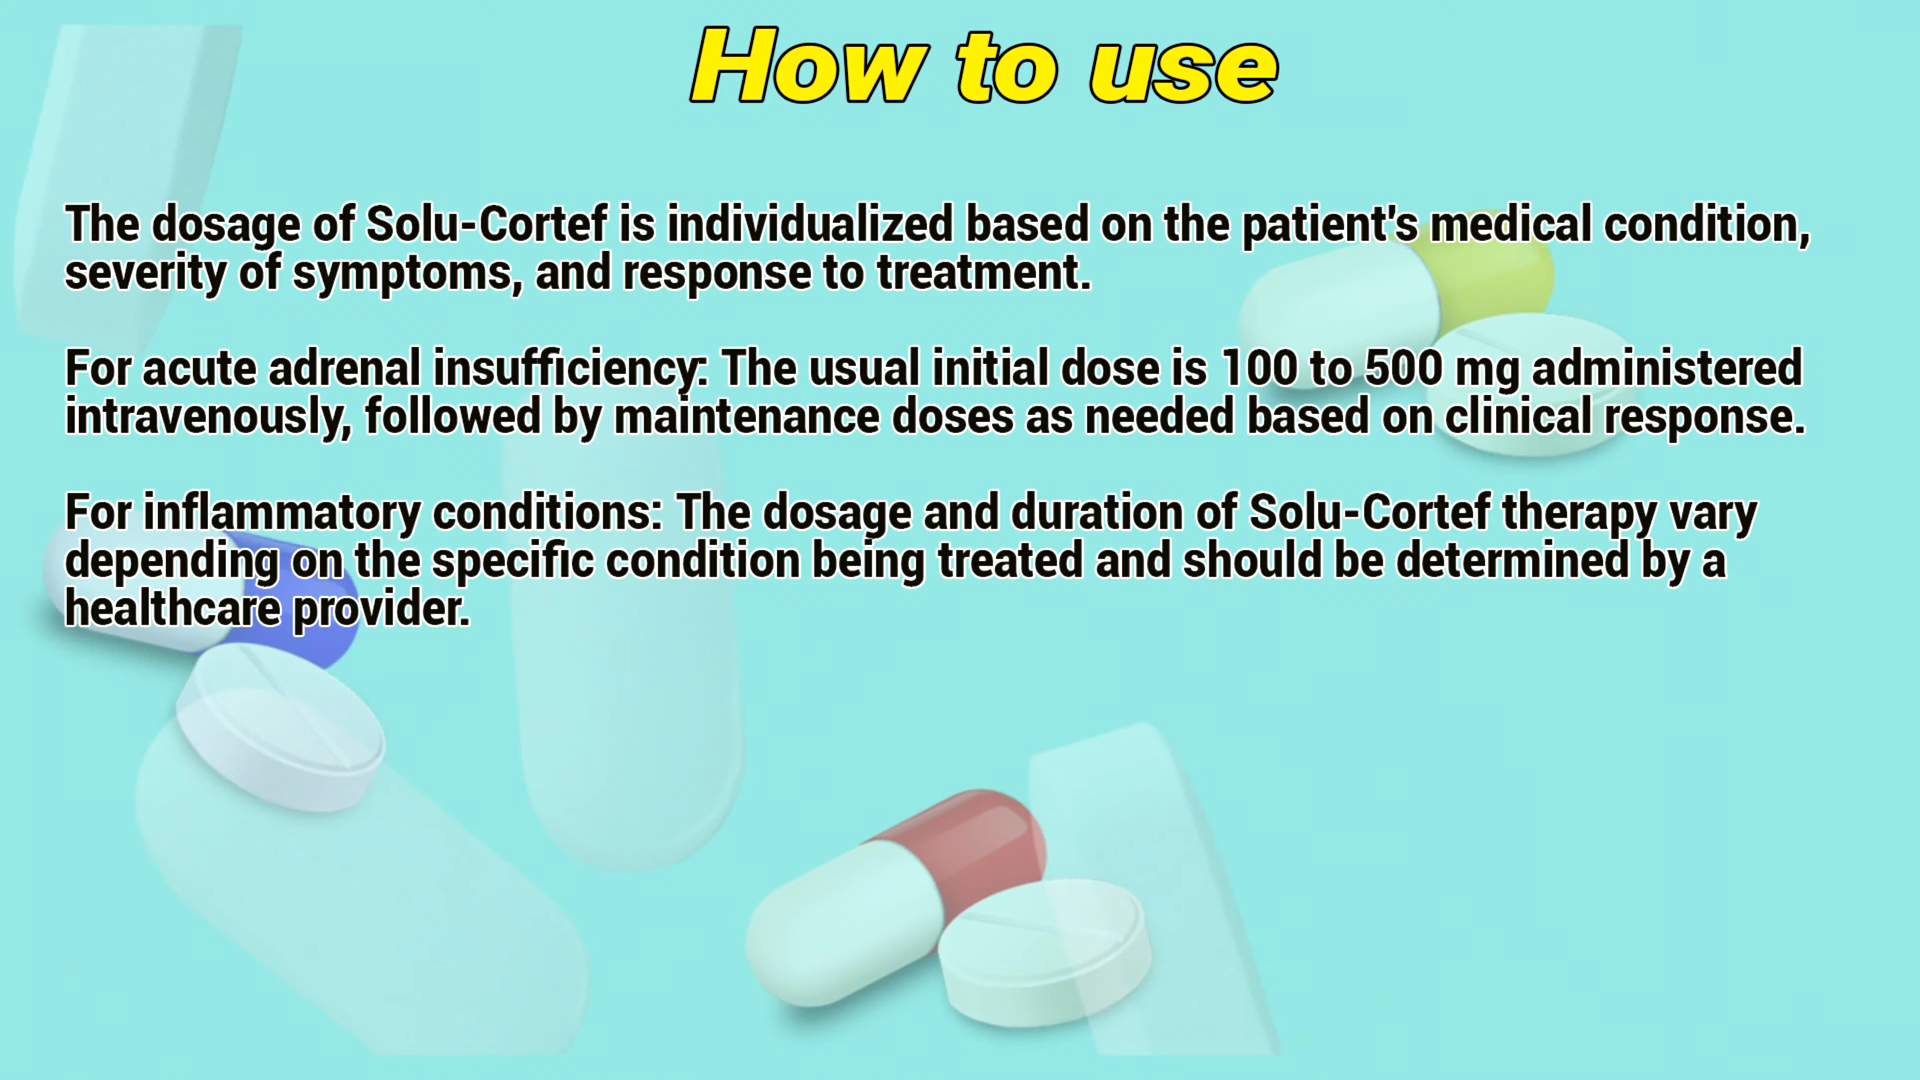 How to use
The dosage of Solu-Cortef is individualized based on the patient's medical condition,
severity of symptoms, and response to treatment.
For acute adrenal insufficiency: The usual initial dose is 100 to 500 mg administered
intravenously, followed by maintenance doses as needed based on clinical response.
For inflammatory conditions: The dosage and duration of Solu-Cortef therapy vary
depending on the specific condition being treated and should be determined by a
healthcare provider.